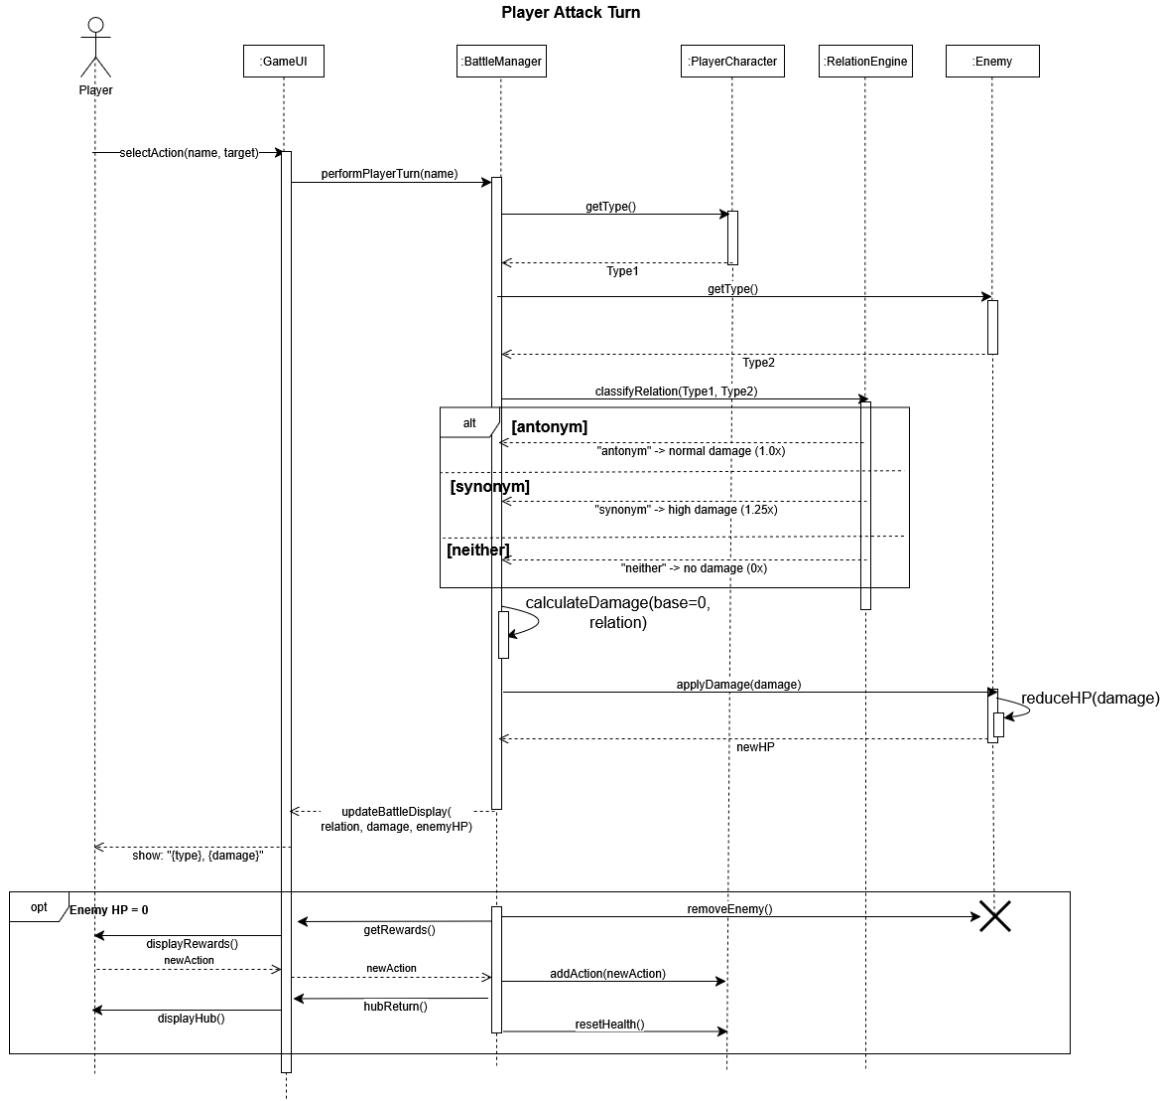 Player Attack Turn
Player
:GameUI
:BattleManager
:PlayerCharacter
:RelationEngine
:Enemy
selectAction(name, target)
performPlayerTurn(name)
getType()
Type1
getType()
Type2
classifyRelation(Type1, Type2)
alt
[antonym]
"antonym" -> normal damage (1.0x)
[synonym]
"synonym" -> high damage (1.25x)
[neither]
"neither" -> no damage (0x)
calculateDamage(base=0,
relation)
applyDamage(damage)
reduceHP(damage)
newHP
updateBattleDisplay(
relation, damage, enemyHP)
show: "{type}, {damage}"
opt
Enemy HP = 0
removeEnemy()
getRewards()
displayRewards()
newAction
newAction
addAction(newAction)
hubReturn()
displayHub()
resetHealth()